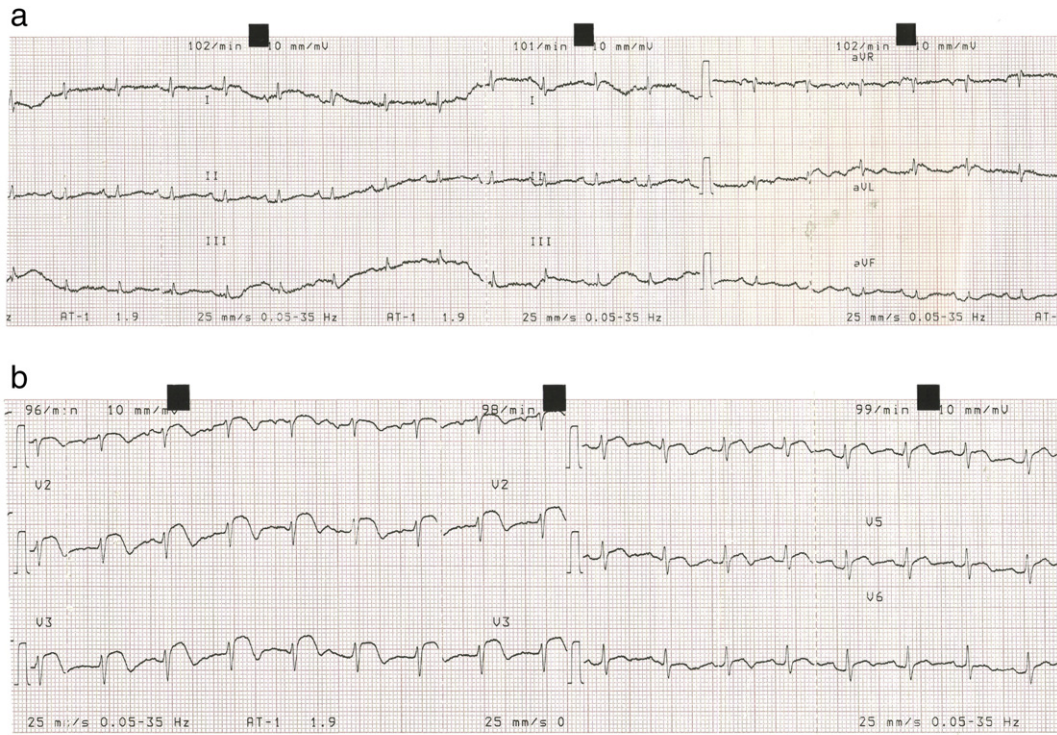 a
102/min 10 mm/mV 101/min 10 mm/mV 102/min 10 mm/mV
aVR
I I
II II
aVL
III III
aVF
z AT-1 1.9 25 mm/s 0.05-35 Hz AT-1 1.9 25 mm/s 0.05-35 Hz 25 mm/s 0.05-35 Hz AT-
b
96/min 10 mm/mV 98/min 99/min 10 mm/mV
V2 V2
V5
V6
V3 V3
25 m/s 0.05-35 Hz AT-1 1.9 25 mm/s 0 25 mm/s 0.05-35 Hz